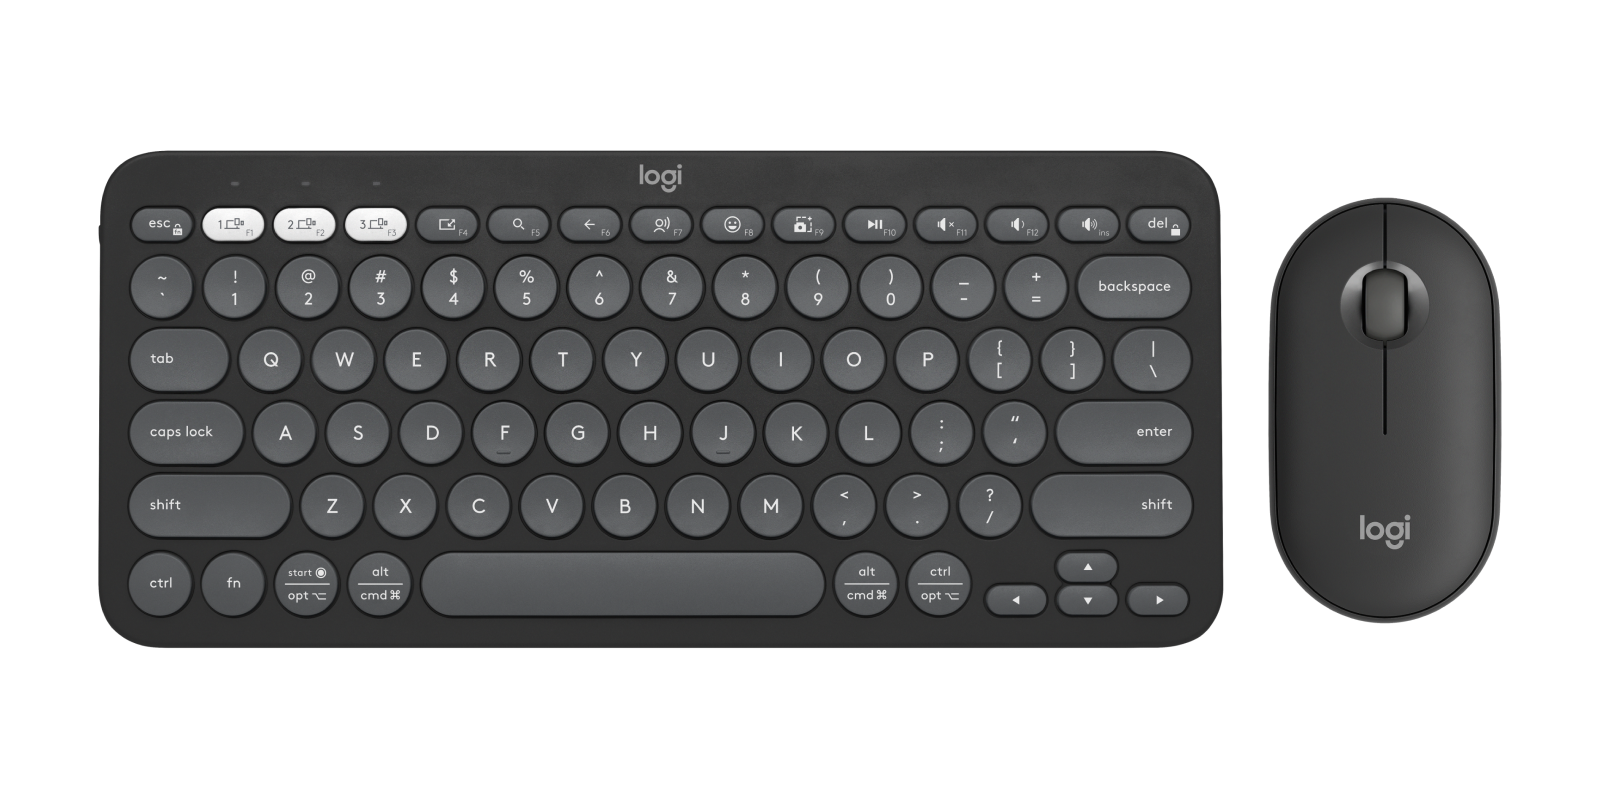 logi
esc fn 1 F1 2 F2 3 F3 F4 F5 ← F6 F7 F8 F9 F10 F11 F12 ins del
~ ! @ # $ % ^ & * ( ) _ +
` 1 2 3 4 5 6 7 8 9 0 - = backspace
tab Q W E R T Y U I O P { } |
[ ] \
caps lock A S D F G H J K L : “ enter
; ‘
shift Z X C V B N M < > ? shift
, . /
ctrl fn start alt alt ctrl ▲
opt ⌥ cmd ⌘ cmd ⌘ opt ⌥ ◀ ▼ ▶
logi